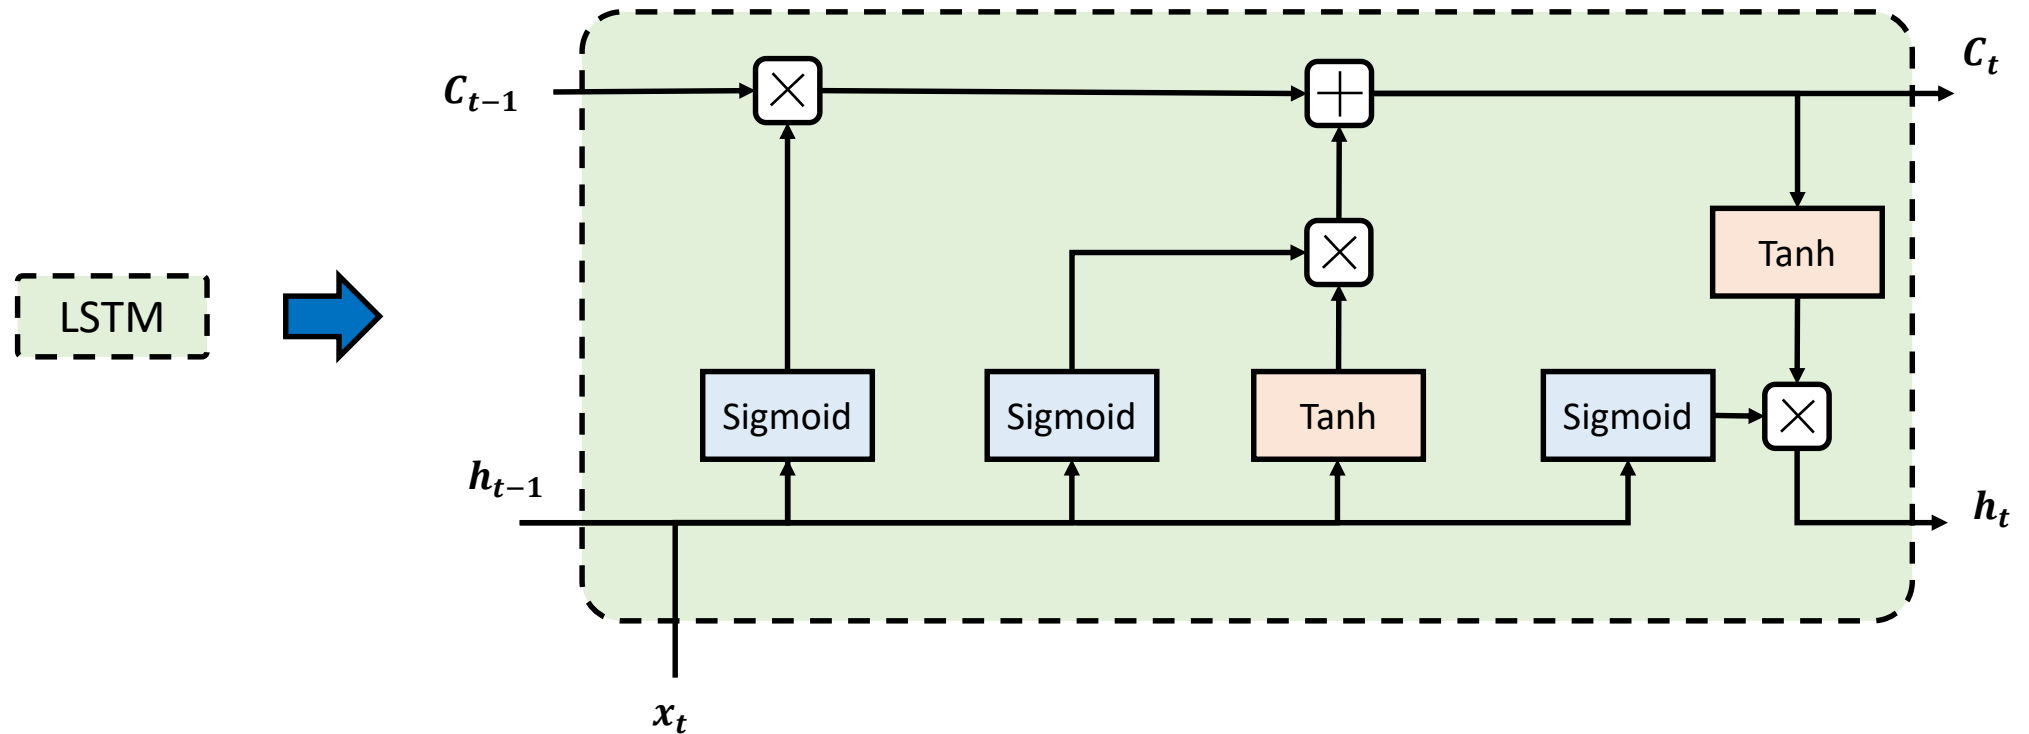 C_{t-1}
C_t
Tanh
LSTM
Sigmoid
Sigmoid
Tanh
Sigmoid
h_{t-1}
h_t
x_t